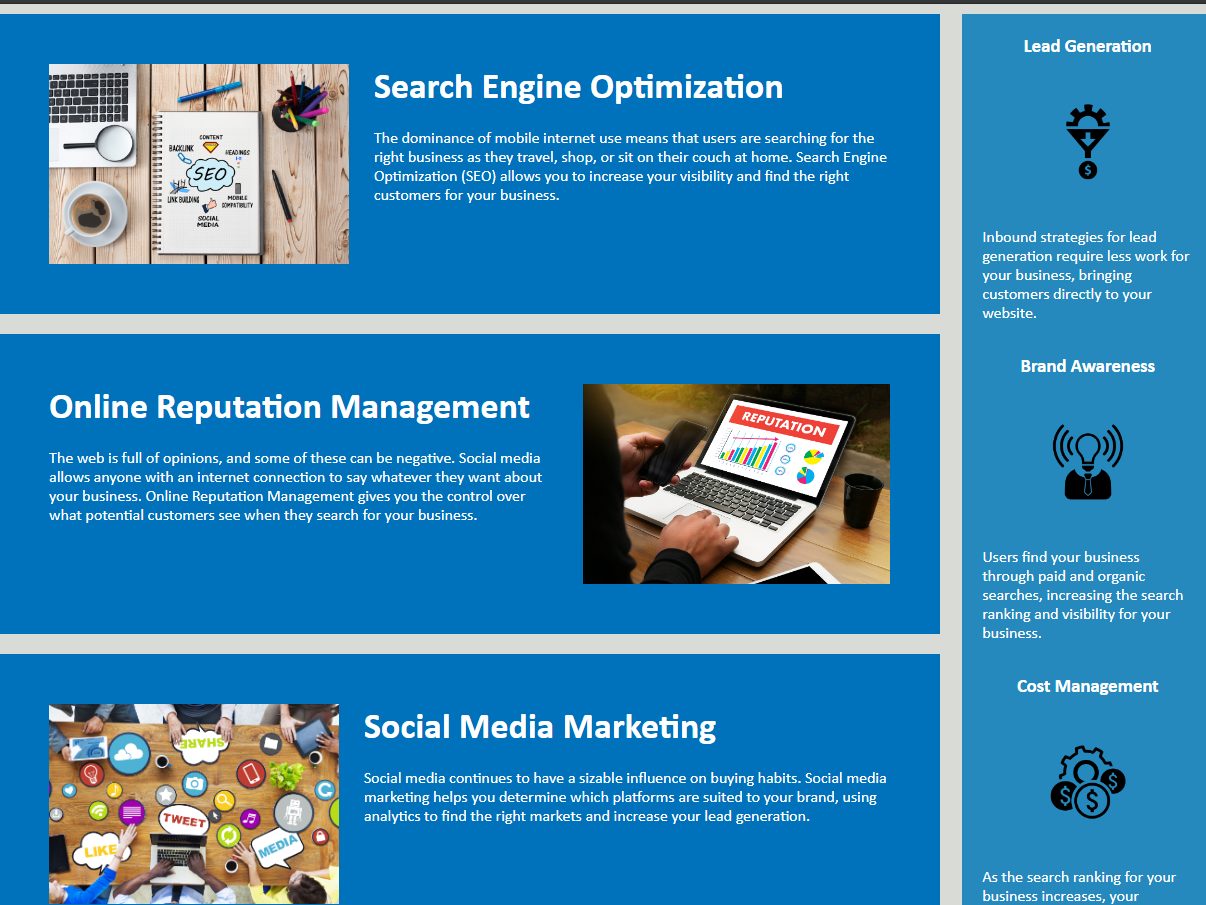 Search Engine Optimization
The dominance of mobile internet use means that users are searching for the
right business as they travel, shop, or sit on their couch at home. Search Engine
Optimization (SEO) allows you to increase your visibility and find the right
customers for your business.
CONTENT
BACKLINK
HEADINGS
SEO
LINK BUILDING
MOBILE
COMPATIBILITY
SOCIAL
MEDIA
Online Reputation Management
The web is full of opinions, and some of these can be negative. Social media
allows anyone with an internet connection to say whatever they want about
your business. Online Reputation Management gives you the control over
what potential customers see when they search for your business.
REPUTATION
Social Media Marketing
Social media continues to have a sizable influence on buying habits. Social media
marketing helps you determine which platforms are suited to your brand, using
analytics to find the right markets and increase your lead generation.
SHARE
TWEET
LIKE
MEDIA
Lead Generation
$
Inbound strategies for lead
generation require less work for
your business, bringing
customers directly to your
website.
Brand Awareness
Users find your business
through paid and organic
searches, increasing the search
ranking and visibility for your
business.
Cost Management
$
$
$
As the search ranking for your
business increases, your